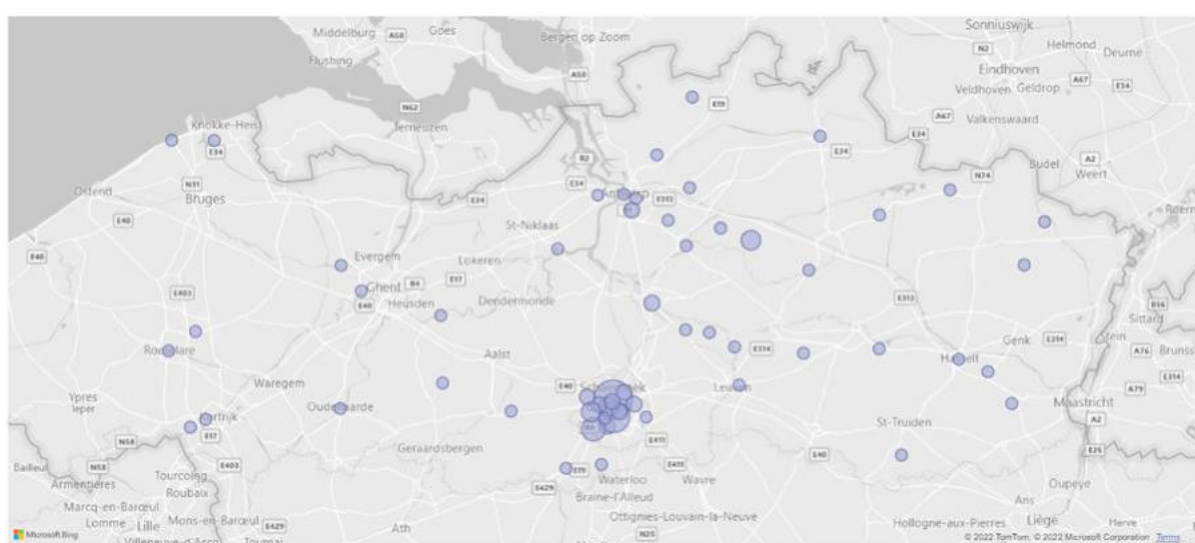 Sonniuswijk
Middelburg
A58
Goes
Bergen op Zoom
N2
Helmond
Deurne
Flushing
A58
Eindhoven
A67
E34
Veldhoven
Geldrop
N62
E19
A67
Valkenswaard
Knokke-Heist
Terneuzen
E34
E34
E34
Budel
A2
R2
N74
Weert
N31
E34
Ostend
Bruges
E34
Antwerp
E313
E40
St-Niklaas
E40
Evergem
Lokeren
E17
Ghent
R4
E403
Heusden
Dendermonde
E40
E313
Sittard
Genk
E314
A76
Roeselare
Aalst
E314
Hasselt
Waregem
E40
Leuven
A79
Ypres
Ieper
Oudenaarde
Maastricht
Kortrijk
St-Truiden
A2
N58
E17
E411
Geraardsbergen
E40
E25
Bailleul
N58
E403
E19
E411
Armentières
Tourcoing
Waterloo
Wavre
Oupeye
Roubaix
E429
Braine-l'Alleud
Marcq-en-Barœul
Ans
Lomme
Lille
Mons-en-Barœul
E429
Ath
Ottignies-Louvain-la-Neuve
Hollogne-aux-Pierres
Liège
Herve
Microsoft Bing
N25
© 2022 TomTom, © 2022 Microsoft Corporation Terms